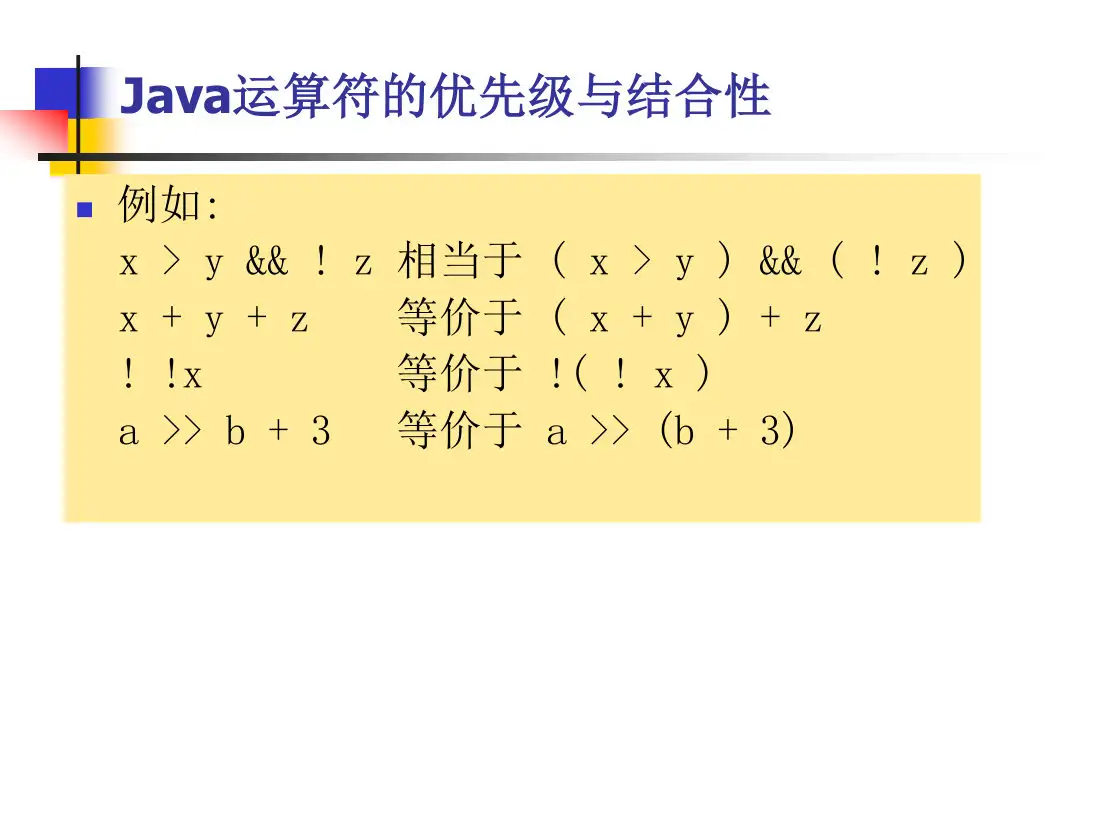 Java运算符的优先级与结合性
例如:
x > y && ! z 相当于 ( x > y ) && ( ! z )
x + y + z 等价于 ( x + y ) + z
! !x 等价于 !( ! x )
a >> b + 3 等价于 a >> (b + 3)